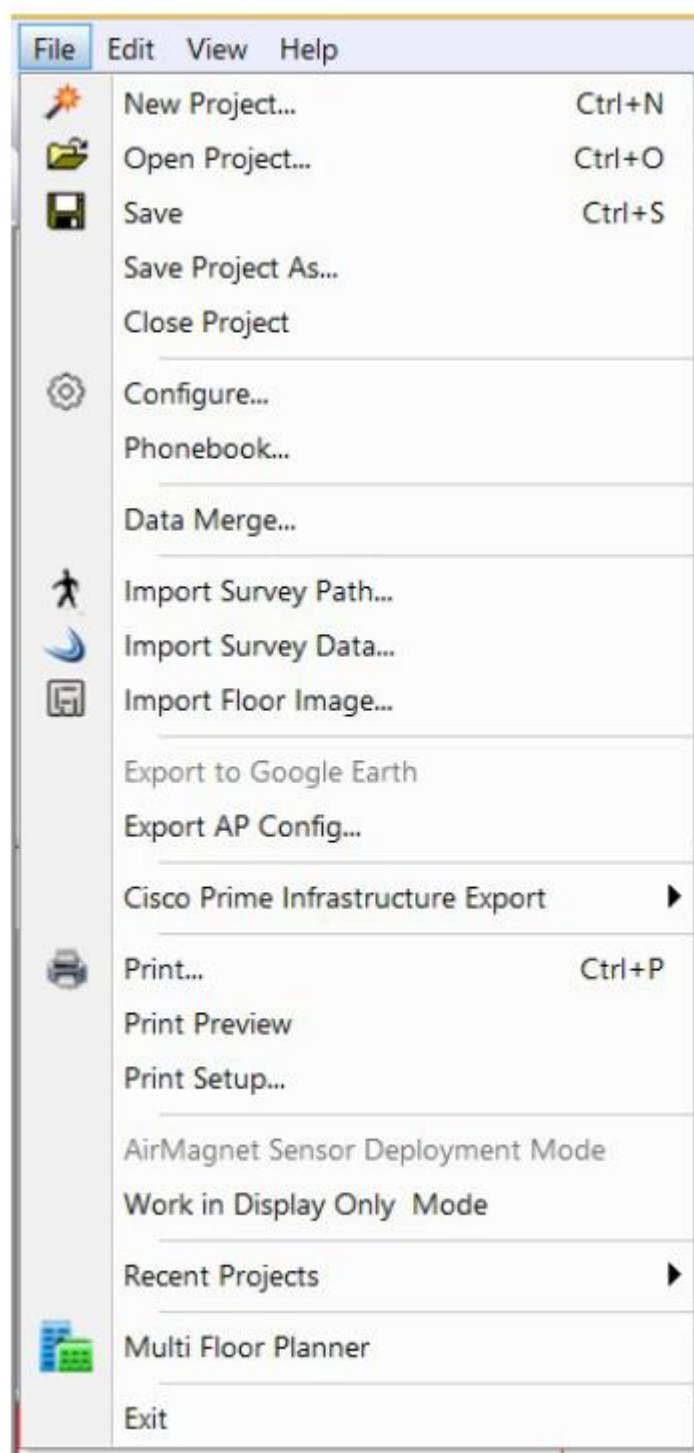 File Edit View Help
New Project... Ctrl+N
Open Project... Ctrl+O
Save Ctrl+S
Save Project As...
Close Project
Configure...
Phonebook...
Data Merge...
Import Survey Path...
Import Survey Data...
Import Floor Image...
Export to Google Earth
Export AP Config...
Cisco Prime Infrastructure Export
Print... Ctrl+P
Print Preview
Print Setup...
AirMagnet Sensor Deployment Mode
Work in Display Only  Mode
Recent Projects
Multi Floor Planner
Exit